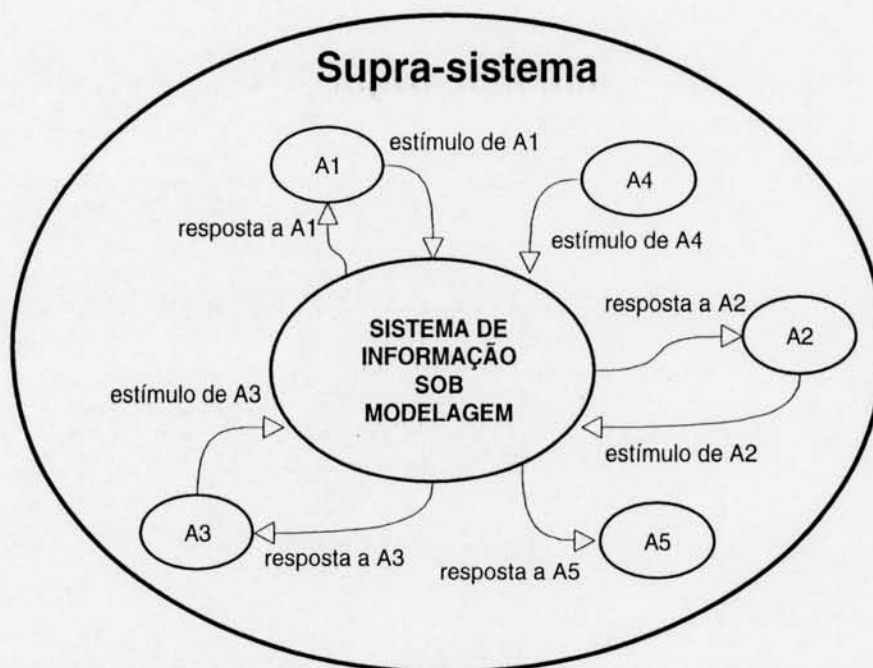 Supra-sistema
A1
estímulo de A1
A4
resposta a A1
estímulo de A4
resposta a A2
A2
SISTEMA DE
INFORMAÇÃO
SOB
MODELAGEM
estímulo de A3
estímulo de A2
A3
resposta a A3
resposta a A5
A5